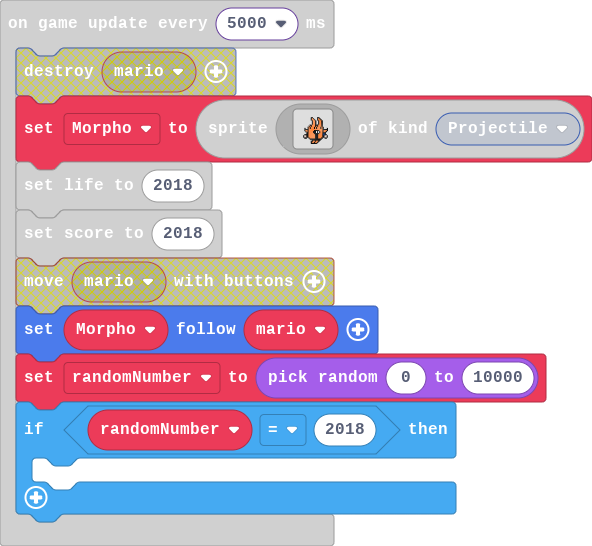 on game update every 5000 ms
destroy mario
set Morpho to sprite of kind Projectile
set life to 2018
set score to 2018
move mario with buttons
set Morpho follow mario
set randomNumber to pick random 0 to 10000
if randomNumber = 2018 then